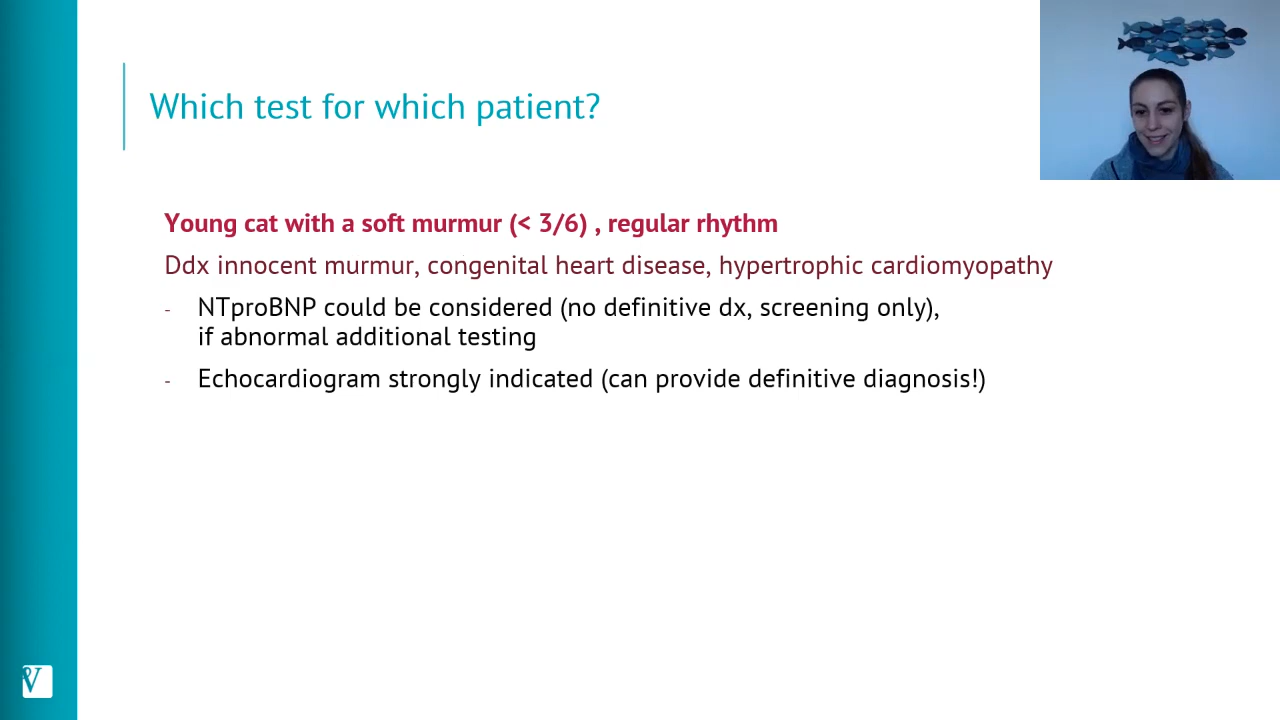 Which test for which patient?
Young cat with a soft murmur (< 3/6) , regular rhythm
Ddx innocent murmur, congenital heart disease, hypertrophic cardiomyopathy
- NTproBNP could be considered (no definitive dx, screening only),
if abnormal additional testing
- Echocardiogram strongly indicated (can provide definitive diagnosis!)